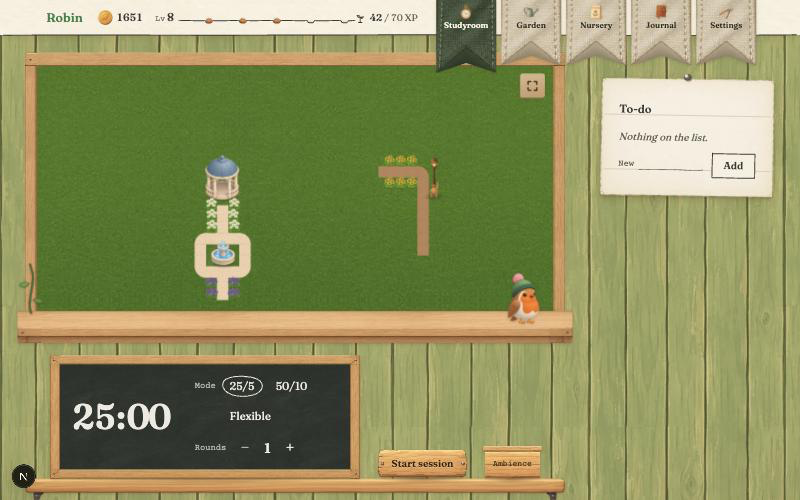 Robin 1651 Lv 8 42 / 70 XP
Studyroom Garden Nursery Journal Settings
To-do
Nothing on the list.
New Add
25:00
Mode 25/5 50/10
Flexible
Rounds − 1 +
Start session
Ambience
N